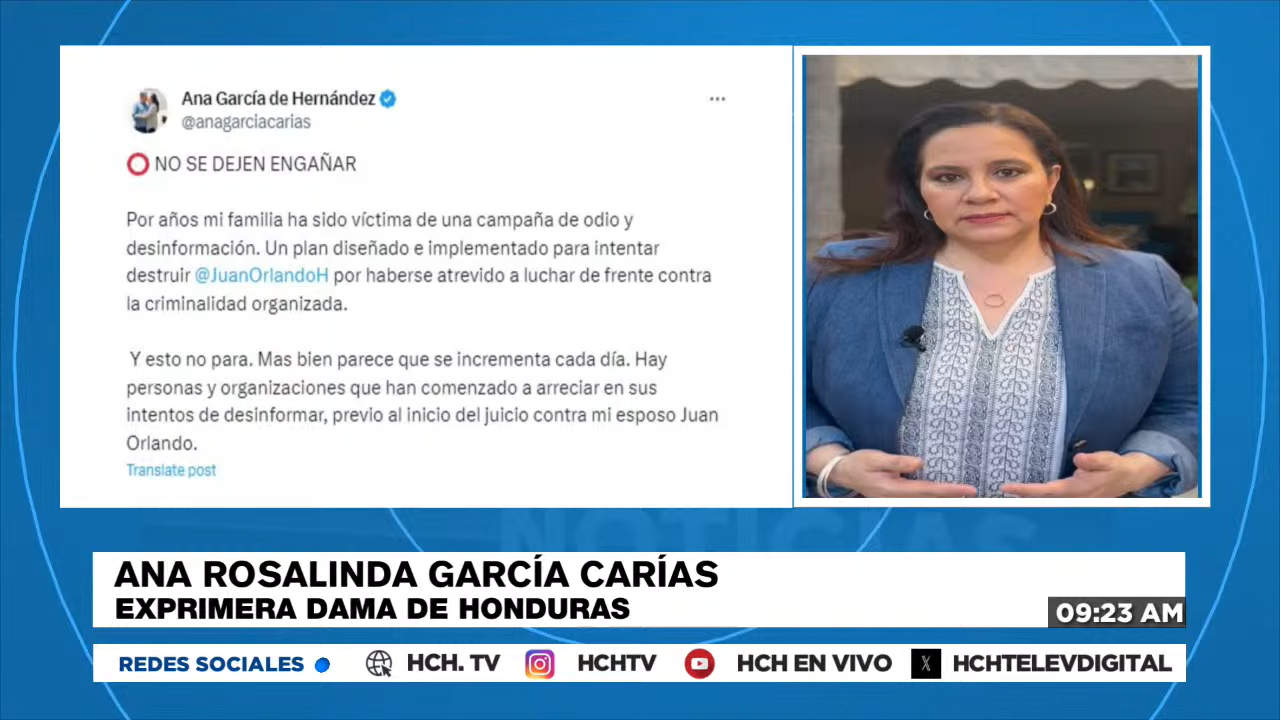 Ana García de Hernández
@anagarciacarias
NO SE DEJEN ENGAÑAR
Por años mi familia ha sido víctima de una campaña de odio y
desinformación. Un plan diseñado e implementado para intentar
destruir @JuanOrlandoH por haberse atrevido a luchar de frente contra
la criminalidad organizada.
Y esto no para. Mas bien parece que se incrementa cada día. Hay
personas y organizaciones que han comenzado a arreciar en sus
intentos de desinformar, previo al inicio del juicio contra mi esposo Juan
Orlando.
Translate post
NOTICIAS
ANA ROSALINDA GARCÍA CARÍAS
EXPRIMERA DAMA DE HONDURAS
09:23 AM
REDES SOCIALES HCH. TV HCHTV HCH EN VIVO X HCHTELEVDIGITAL